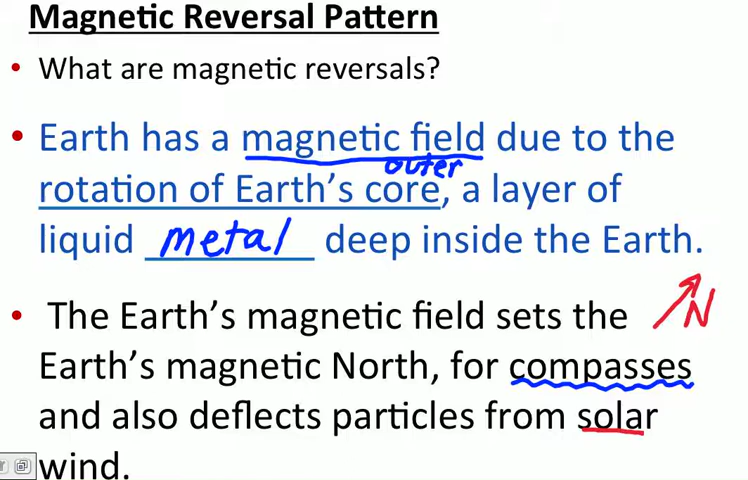 Magnetic Reversal Pattern
• What are magnetic reversals?
• Earth has a magnetic field due to the
outer
rotation of Earth's core, a layer of
liquid metal deep inside the Earth.
• The Earth's magnetic field sets the
N
Earth's magnetic North, for compasses
and also deflects particles from solar
wind.